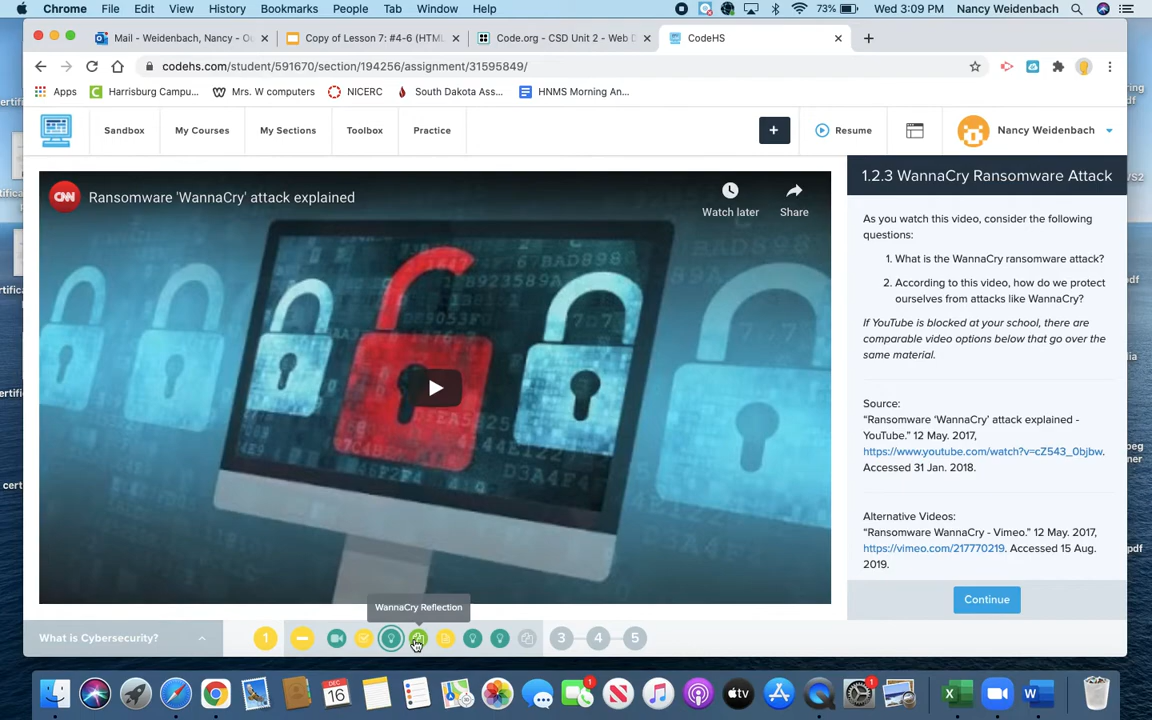 Chrome File Edit View History Bookmarks People Tab Window Help 73% Wed 3:09 PM Nancy Weidenbach
Mail - Weidenbach, Nancy - Ou
Copy of Lesson 7: #4-6 (HTML
Code.org - CSD Unit 2 - Web D
CodeHS
codehs.com/student/591670/section/194256/assignment/31595849/
Apps Harrisburg Campu... Mrs. W computers NICERC South Dakota Ass... HNMS Morning An...
Sandbox My Courses My Sections Toolbox Practice + Resume Nancy Weidenbach
CNN Ransomware 'WannaCry' attack explained
Watch later Share
1.2.3 WannaCry Ransomware Attack
As you watch this video, consider the following
questions:
1. What is the WannaCry ransomware attack?
2. According to this video, how do we protect
ourselves from attacks like WannaCry?
If YouTube is blocked at your school, there are
comparable video options below that go over the
same material.
Source:
“Ransomware ‘WannaCry’ attack explained -
YouTube.” 12 May. 2017,
https://www.youtube.com/watch?v=cZ543_0bjbw.
Accessed 31 Jan. 2018.
Alternative Videos:
“Ransomware WannaCry - Vimeo.” 12 May. 2017,
https://vimeo.com/217770219. Accessed 15 Aug.
2019.
Continue
WannaCry Reflection
What is Cybersecurity? 1 3 4 5
DEC
16
1
1